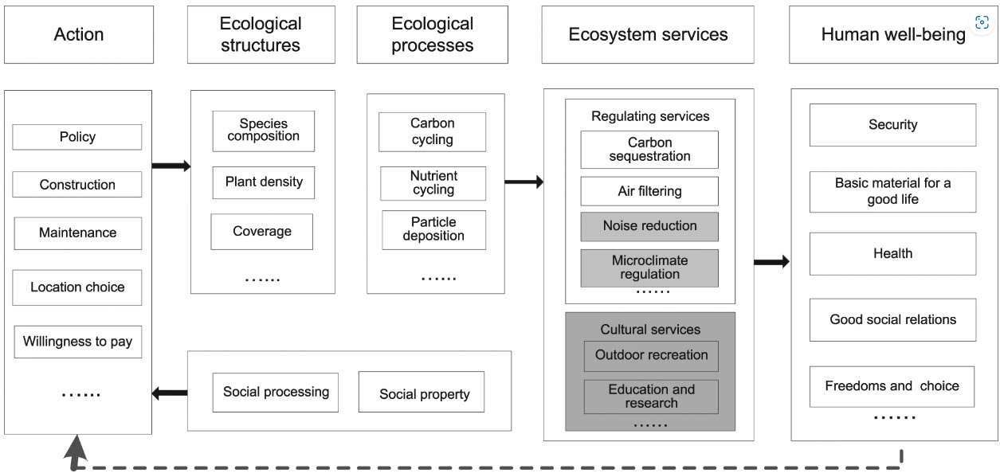 Action
Ecological
structures
Ecological
processes
Ecosystem services
Human well-being
Policy
Construction
Maintenance
Location choice
Willingness to pay
......
Species
composition
Plant density
Coverage
......
Carbon
cycling
Nutrient
cycling
Particle
deposition
......
Social processing
Social property
Regulating services
Carbon
sequestration
Air filtering
Noise reduction
Microclimate
regulation
......
Cultural services
Outdoor recreation
Education and
research
......
Security
Basic material for a
good life
Health
Good social relations
Freedoms and choice
......